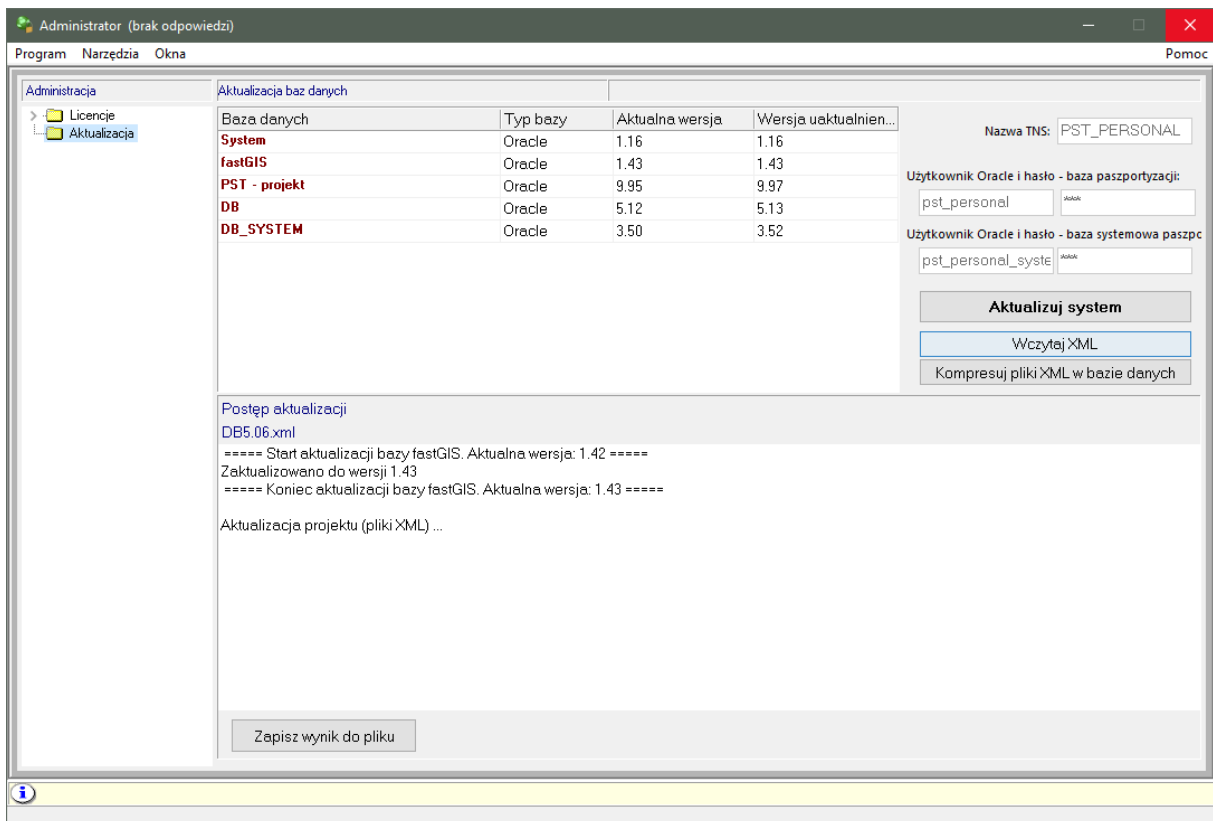 Administrator (brak odpowiedzi)
Program Narzędzia Okna Pomoc
Administracja
Licencje
Aktualizacja
Aktualizacja baz danych
Baza danych Typ bazy Aktualna wersja Wersja uaktualnien...
System Oracle 1.16 1.16
fastGIS Oracle 1.43 1.43
PST - projekt Oracle 9.95 9.97
DB Oracle 5.12 5.13
DB_SYSTEM Oracle 3.50 3.52
Nazwa TNS: PST_PERSONAL
Użytkownik Oracle i hasło - baza paszportyzacji:
pst_personal ****
Użytkownik Oracle i hasło - baza systemowa paszpc
pst_personal_syste ****
Aktualizuj system
Wczytaj XML
Kompresuj pliki XML w bazie danych
Postęp aktualizacji
DB5.06.xml
===== Start aktualizacji bazy fastGIS. Aktualna wersja: 1.42 =====
Zaktualizowano do wersji 1.43
===== Koniec aktualizacji bazy fastGIS. Aktualna wersja: 1.43 =====
Aktualizacja projektu (pliki XML) ...
Zapisz wynik do pliku